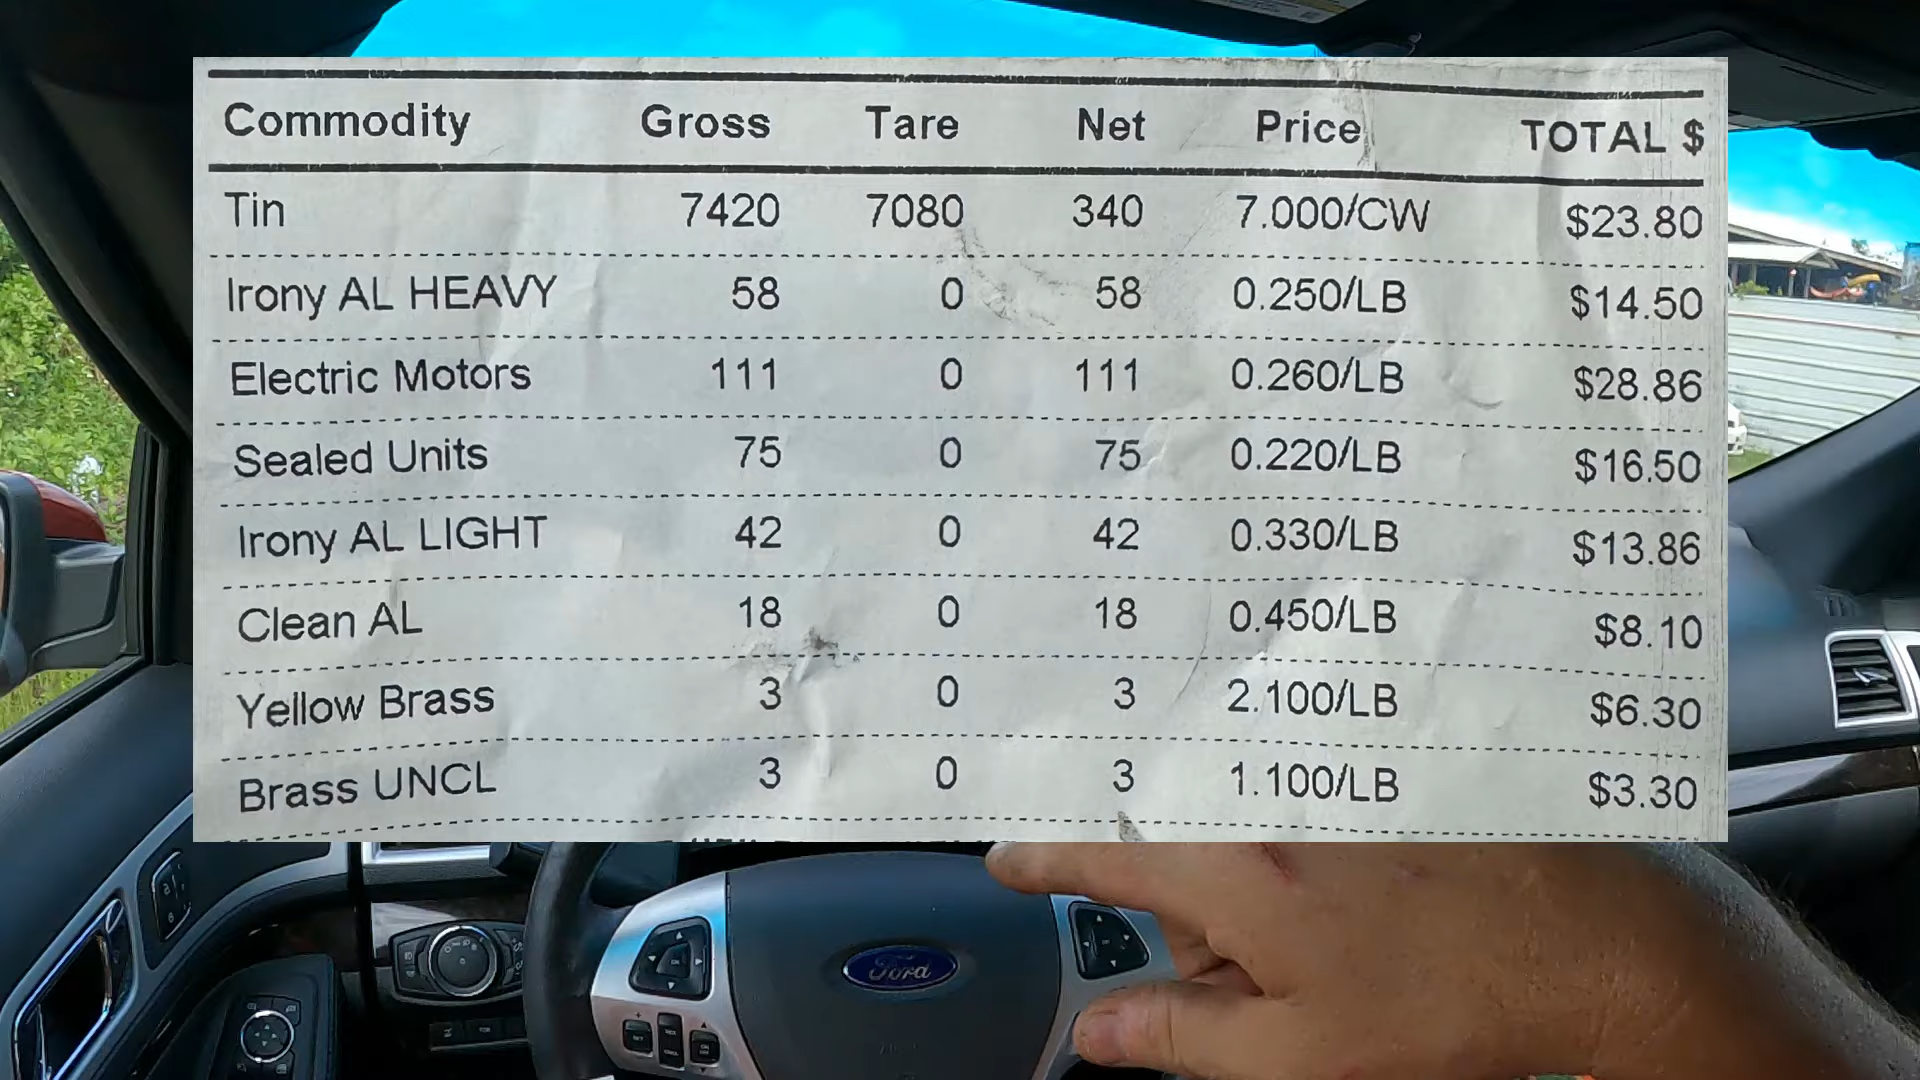 Commodity Gross Tare Net Price TOTAL $
Tin 7420 7080 340 7.000/CW $23.80
Irony AL HEAVY 58 0 58 0.250/LB $14.50
Electric Motors 111 0 111 0.260/LB $28.86
Sealed Units 75 0 75 0.220/LB $16.50
Irony AL LIGHT 42 0 42 0.330/LB $13.86
Clean AL 18 0 18 0.450/LB $8.10
Yellow Brass 3 0 3 2.100/LB $6.30
Brass UNCL 3 0 3 1.100/LB $3.30
Ford